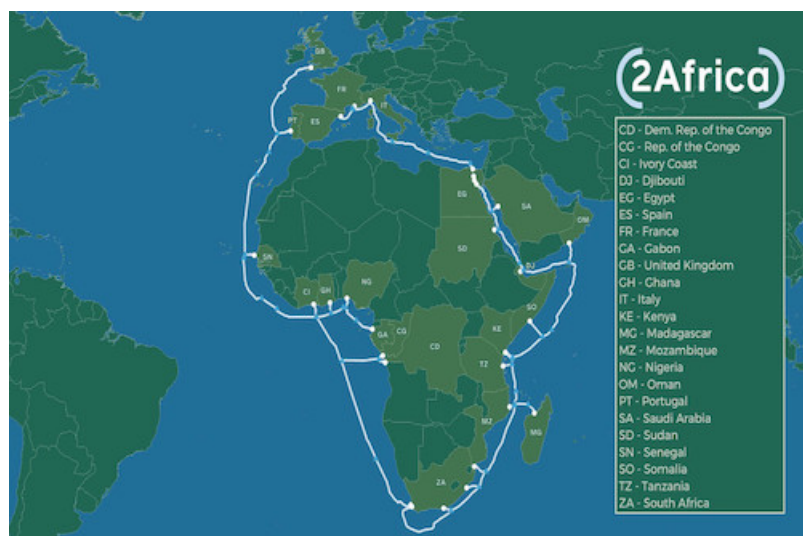 (2Africa)
CD - Dem. Rep. of the Congo
CG - Rep. of the Congo
CI - Ivory Coast
DJ - Djibouti
EG - Egypt
ES - Spain
FR - France
GA - Gabon
GB - United Kingdom
GH - Ghana
IT - Italy
KE - Kenya
MG - Madagascar
MZ - Mozambique
NG - Nigeria
OM - Oman
PT - Portugal
SA - Saudi Arabia
SD - Sudan
SN - Senegal
SO - Somalia
TZ - Tanzania
ZA - South Africa
GB
FR
IT
PT
ES
EG
SA
OM
SD
SN
DJ
NG
CI
GH
SO
GA
CG
CD
KE
TZ
MZ
MG
ZA